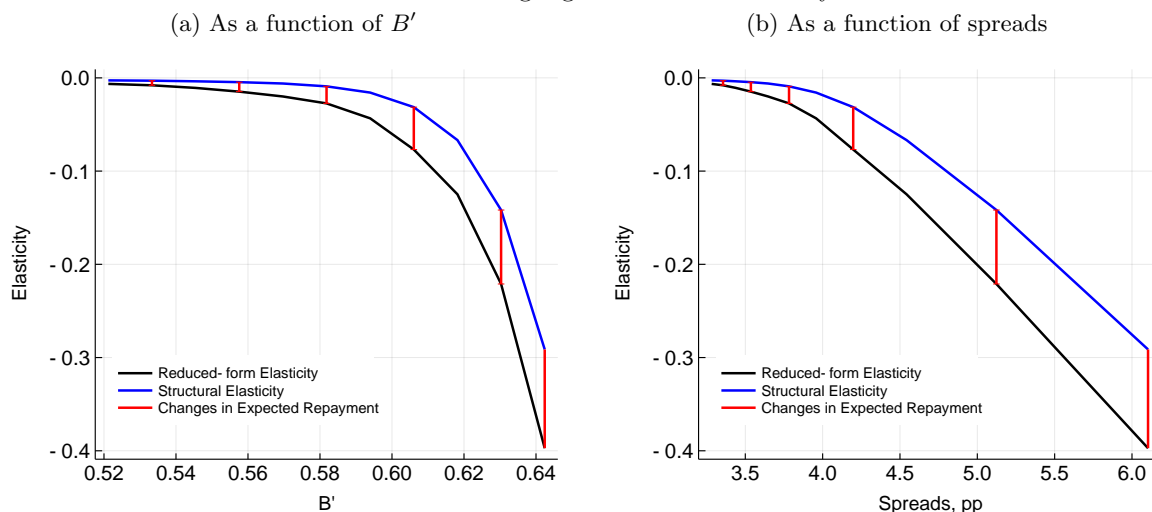 (a) As a function of B′
(b) As a function of spreads
0.0
- 0.1
- 0.2
- 0.3
- 0.4
Elasticity
Reduced- form Elasticity
Structural Elasticity
Changes in Expected Repayment
0.52 0.54 0.56 0.58 0.60 0.62 0.64
B'
0.0
- 0.1
- 0.2
- 0.3
- 0.4
Elasticity
Reduced- form Elasticity
Structural Elasticity
Changes in Expected Repayment
3.5 4.0 4.5 5.0 5.5 6.0
Spreads, pp